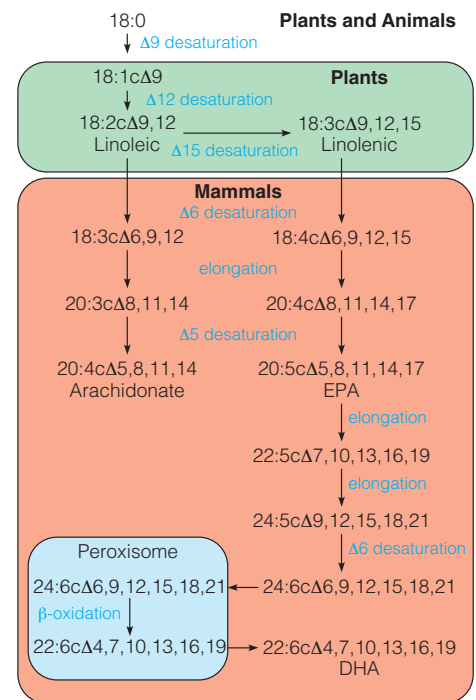 18:0
Plants and Animals
Δ9 desaturation
18:1cΔ9
Plants
Δ12 desaturation
18:2cΔ9,12
18:3cΔ9,12,15
Linoleic
Δ15 desaturation
Linolenic
Mammals
Δ6 desaturation
18:3cΔ6,9,12
18:4cΔ6,9,12,15
elongation
20:3cΔ8,11,14
20:4cΔ8,11,14,17
Δ5 desaturation
20:4cΔ5,8,11,14
20:5cΔ5,8,11,14,17
Arachidonate
EPA
elongation
22:5cΔ7,10,13,16,19
elongation
24:5cΔ9,12,15,18,21
Δ6 desaturation
Peroxisome
24:6cΔ6,9,12,15,18,21
24:6cΔ6,9,12,15,18,21
β-oxidation
22:6cΔ4,7,10,13,16,19
22:6cΔ4,7,10,13,16,19
DHA